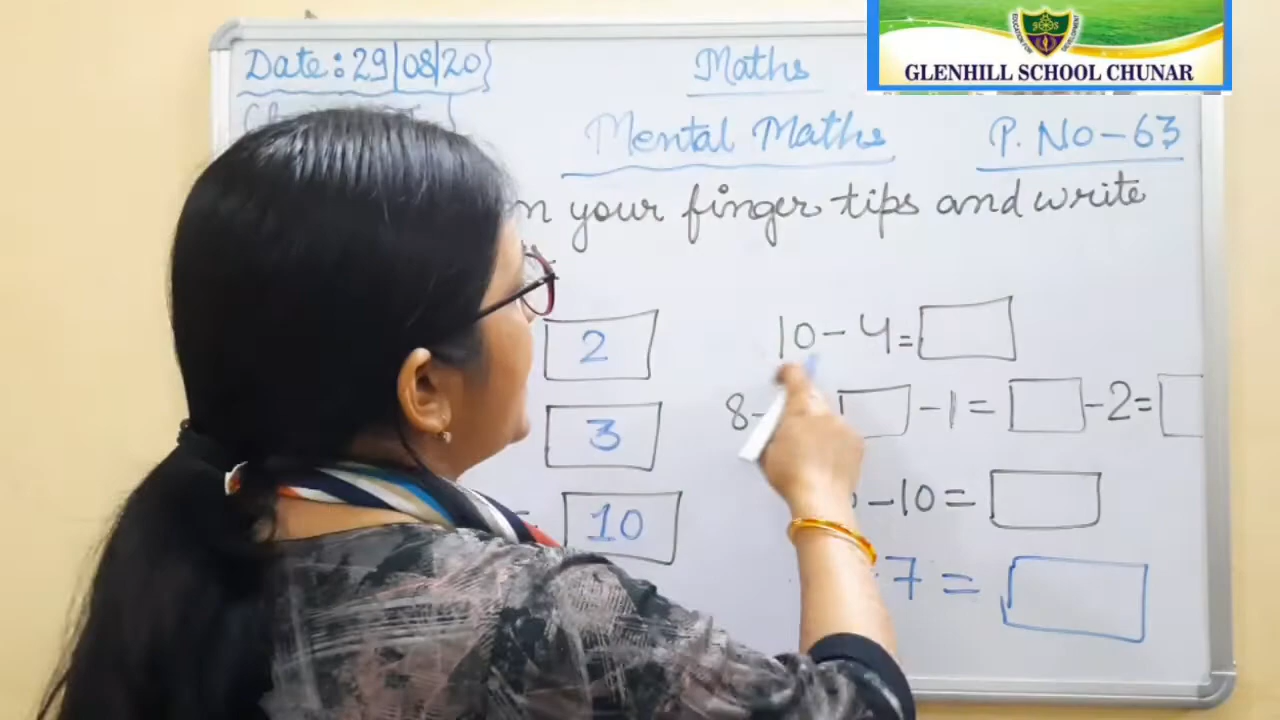 GLENHILL SCHOOL CHUNAR
Date: 29/08/20
Maths
Mental Maths
P. No-63
your finger tips and write
2
10-4=
3
8- -1= -2=
10
-10=
7=